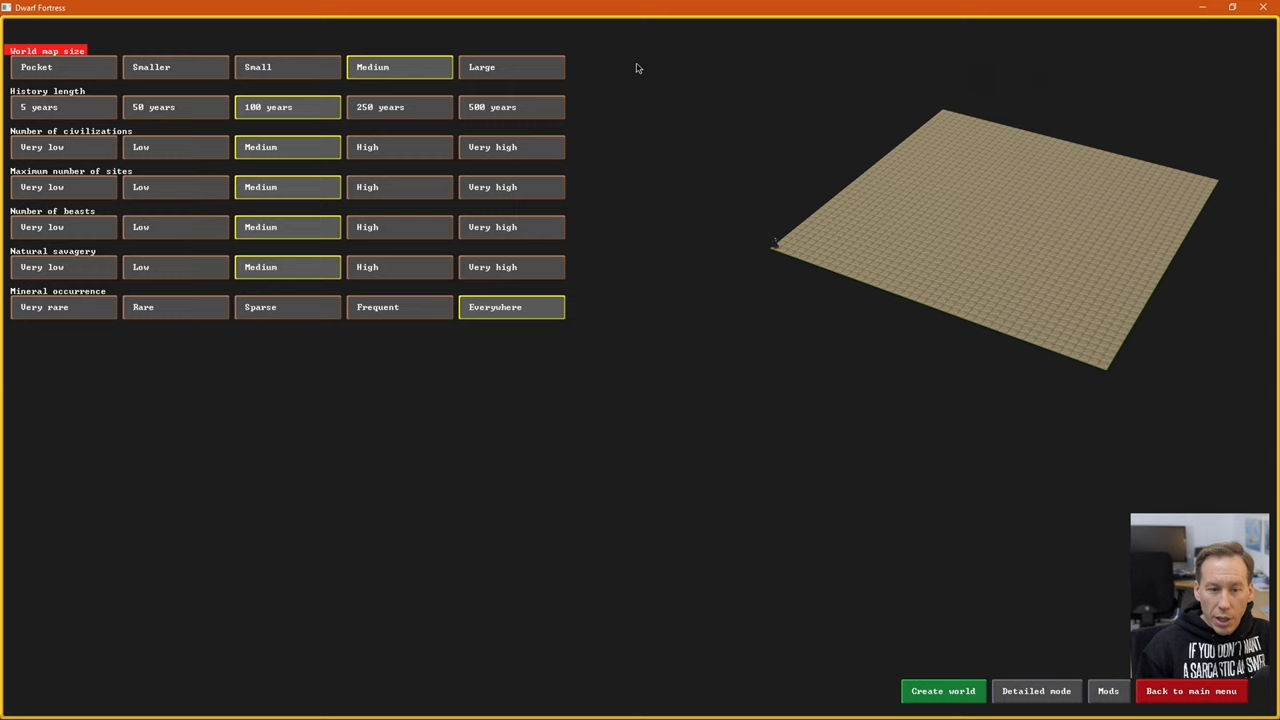 Dwarf Fortress
World map size
Pocket Smaller Small Medium Large
History length
5 years 50 years 100 years 250 years 500 years
Number of civilizations
Very low Low Medium High Very high
Maximum number of sites
Very low Low Medium High Very high
Number of beasts
Very low Low Medium High Very high
Natural savagery
Very low Low Medium High Very high
Mineral occurrence
Very rare Rare Sparse Frequent Everywhere
IF YOU DON'T WANT
A SARCASTIC
Create world Detailed mode Mods Back to main menu